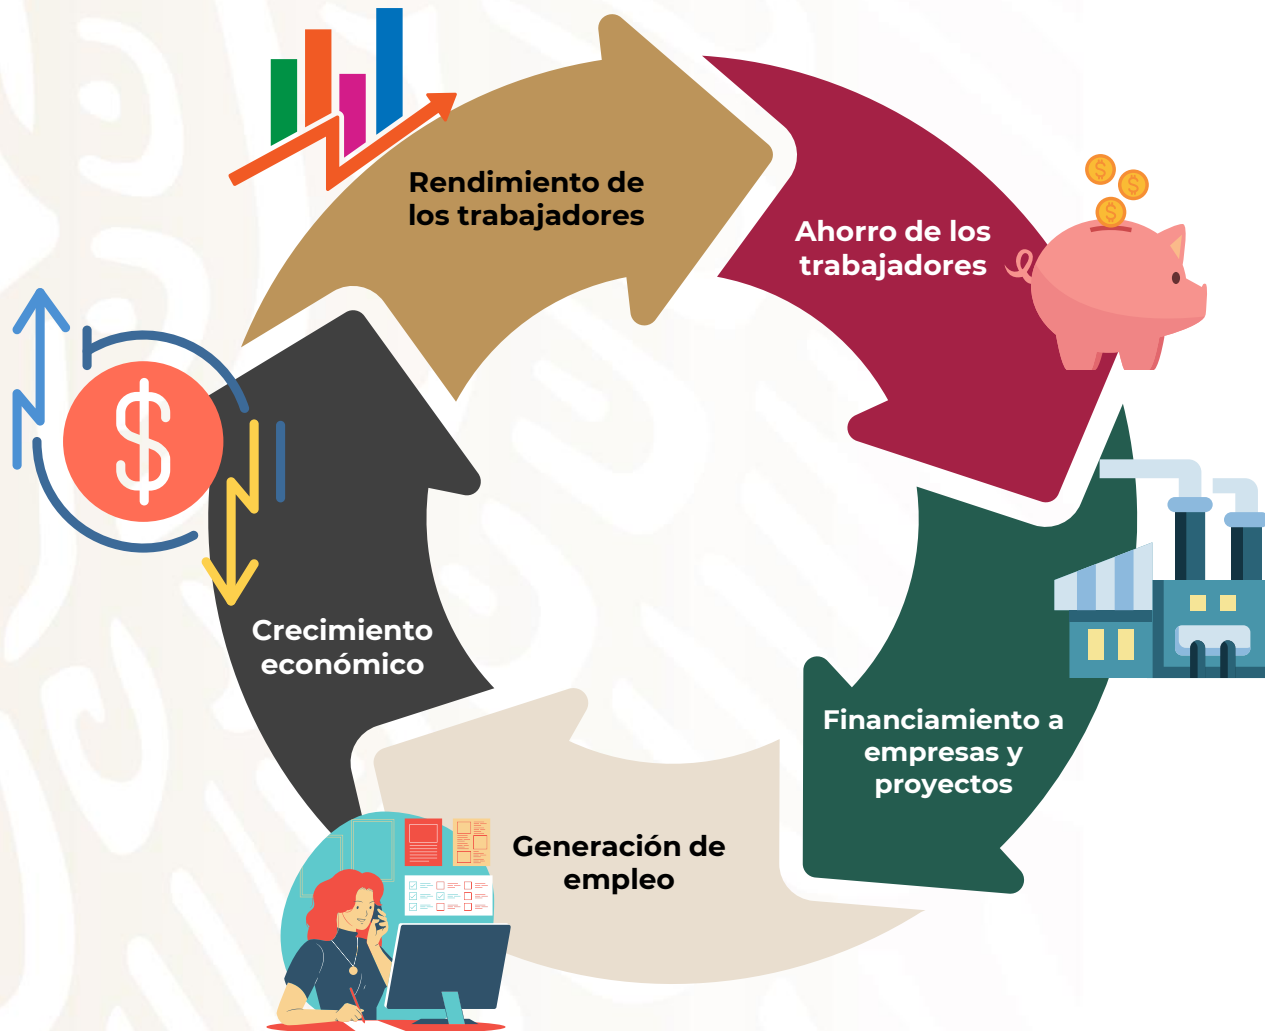 Rendimiento de
los trabajadores
Ahorro de los
trabajadores
Financiamiento a
empresas y
proyectos
Generación de
empleo
Crecimiento
económico
$
$
$
$